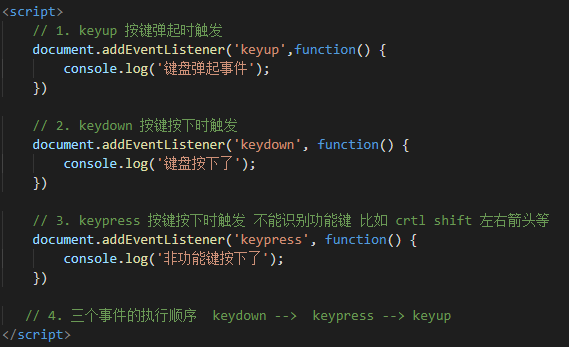 <script>
// 1. keyup 按键弹起时触发
document.addEventListener('keyup',function() {
console.log('键盘弹起事件');
})
// 2. keydown 按键按下时触发
document.addEventListener('keydown', function() {
console.log('键盘按下了');
})
// 3. keypress 按键按下时触发 不能识别功能键 比如 crtl shift 左右箭头等
document.addEventListener('keypress', function() {
console.log('非功能键按下了');
})
// 4. 三个事件的执行顺序 keydown --> keypress --> keyup
</script>